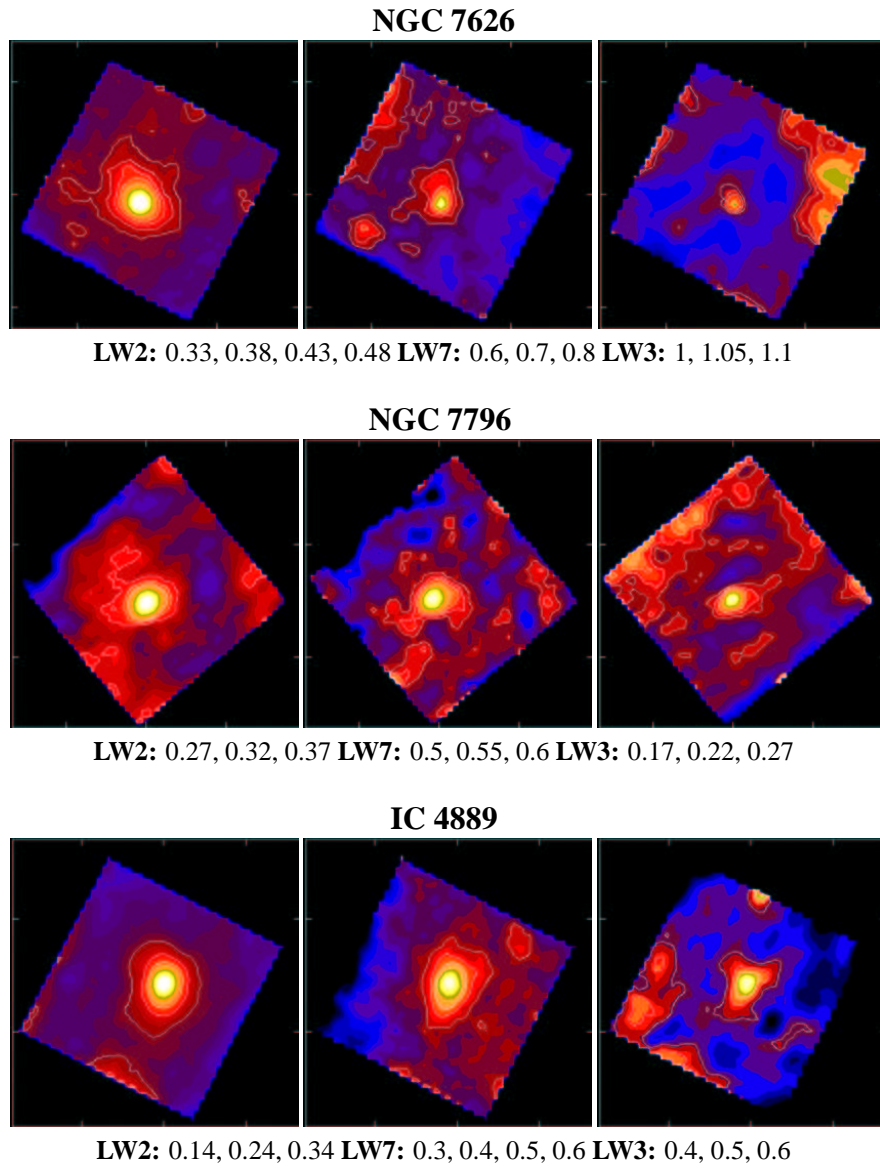 NGC 7626
LW2: 0.33, 0.38, 0.43, 0.48 LW7: 0.6, 0.7, 0.8 LW3: 1, 1.05, 1.1
NGC 7796
LW2: 0.27, 0.32, 0.37 LW7: 0.5, 0.55, 0.6 LW3: 0.17, 0.22, 0.27
IC 4889
LW2: 0.14, 0.24, 0.34 LW7: 0.3, 0.4, 0.5, 0.6 LW3: 0.4, 0.5, 0.6